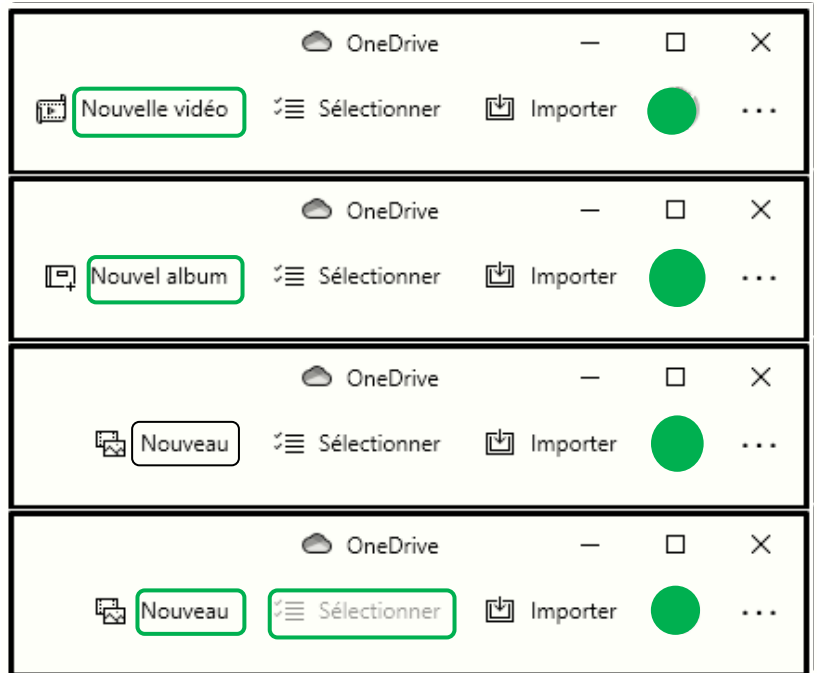 OneDrive
Nouvelle vidéo Sélectionner Importer ...
OneDrive
Nouvel album Sélectionner Importer ...
OneDrive
Nouveau Sélectionner Importer ...
OneDrive
Nouveau Sélectionner Importer ...